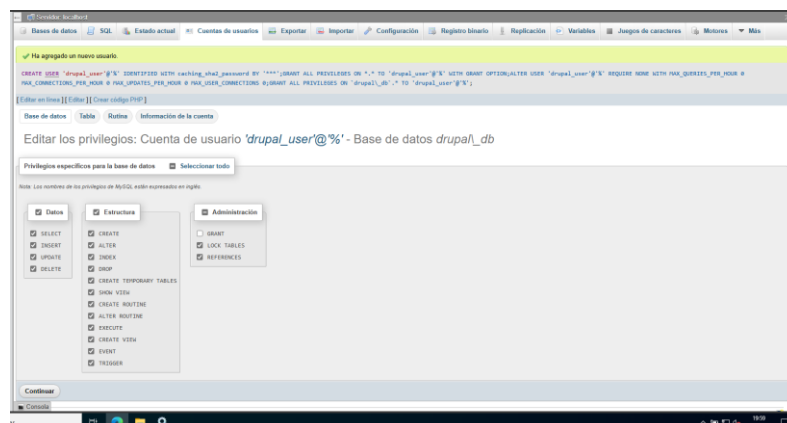 Servidor: localhost
Bases de datos SQL Estado actual Cuentas de usuarios Exportar Importar Configuración Registro binario Replicación Variables Juegos de caracteres Motores Más
Ha agregado un nuevo usuario.
CREATE USER 'drupal_user'@'%' IDENTIFIED WITH caching_sha2_password BY '***';GRANT ALL PRIVILEGES ON *.* TO 'drupal_user'@'%' WITH GRANT OPTION;ALTER USER 'drupal_user'@'%' REQUIRE NONE WITH MAX_QUERIES_PER_HOUR 0
MAX_CONNECTIONS_PER_HOUR 0 MAX_UPDATES_PER_HOUR 0 MAX_USER_CONNECTIONS 0;GRANT ALL PRIVILEGES ON `drupal\_db`.* TO 'drupal_user'@'%';
[ Editar en línea ] [ Editar ] [ Crear código PHP ]
Base de datos Tabla Rutina Información de la cuenta
Editar los privilegios: Cuenta de usuario 'drupal_user'@'%' - Base de datos drupal\_db
Privilegios específicos para la base de datos Seleccionar todo
Nota: Los nombres de los privilegios de MySQL están expresados en inglés.
Datos Estructura Administración
SELECT CREATE GRANT
INSERT ALTER LOCK TABLES
UPDATE INDEX REFERENCES
DELETE DROP
CREATE TEMPORARY TABLES
SHOW VIEW
CREATE ROUTINE
ALTER ROUTINE
EXECUTE
CREATE VIEW
EVENT
TRIGGER
Continuar
Consola